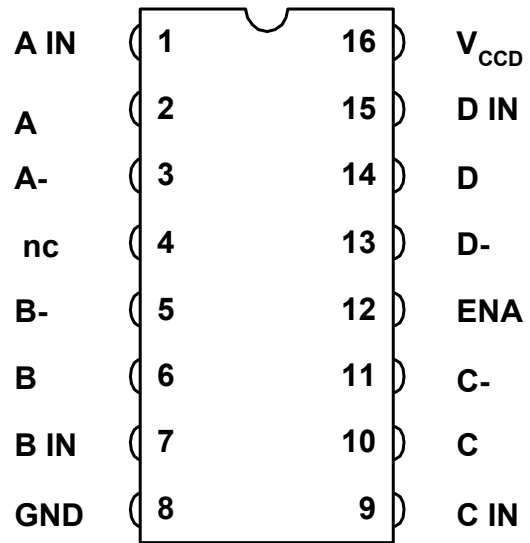 A IN 1 16 V_CCD
A 2 15 D IN
A- 3 14 D
nc 4 13 D-
B- 5 12 ENA
B 6 11 C-
B IN 7 10 C
GND 8 9 C IN